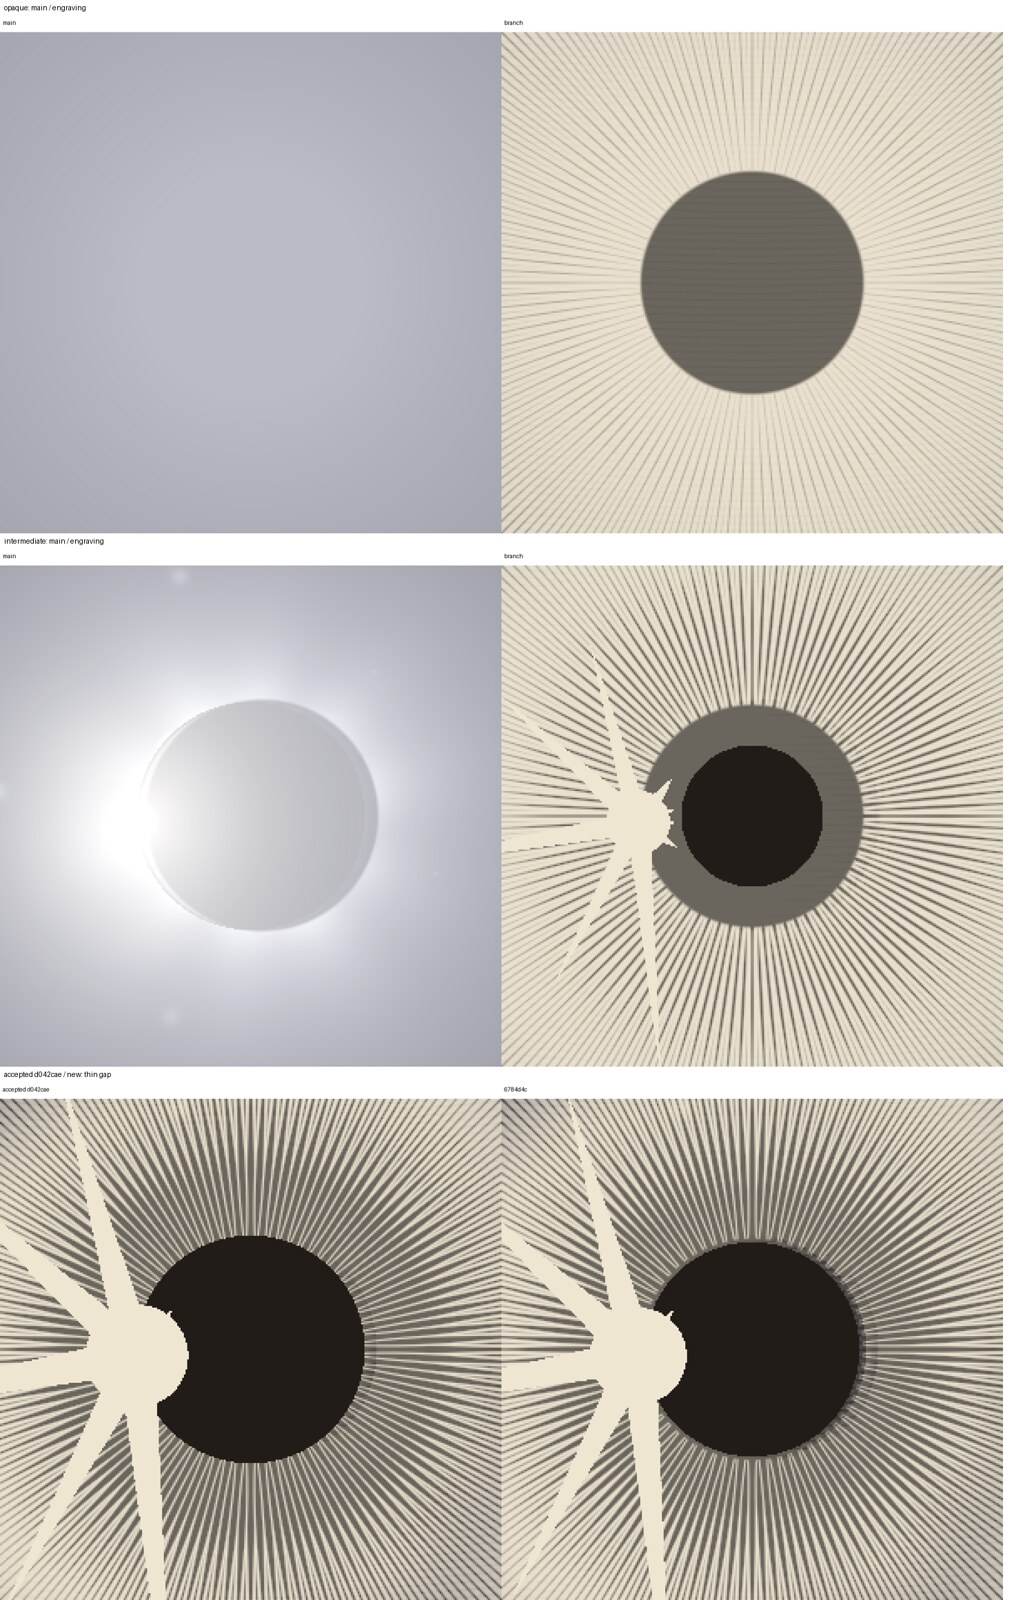 opaque: main / engraving
main
branch
intermediate: main / engraving
main
branch
accepted d042cae / new: thin gap
accepted d042cae
6784d4c